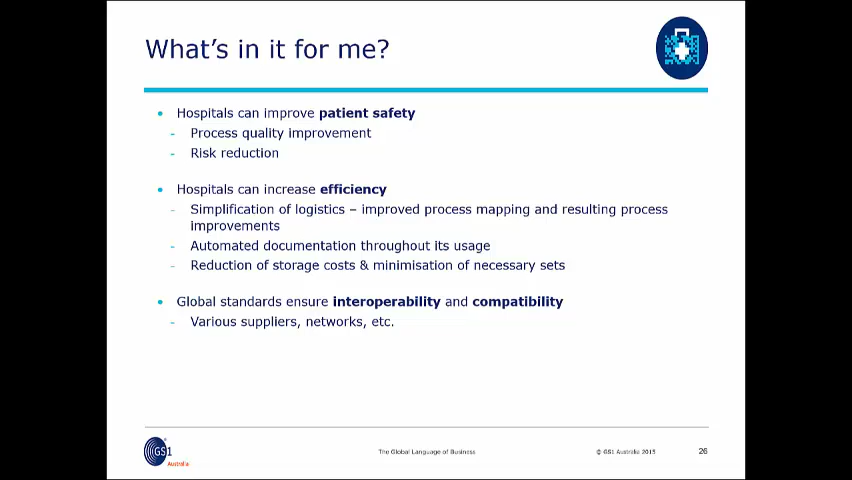 What's in it for me?
• Hospitals can improve patient safety
- Process quality improvement
- Risk reduction
• Hospitals can increase efficiency
- Simplification of logistics – improved process mapping and resulting process
improvements
- Automated documentation throughout its usage
- Reduction of storage costs & minimisation of necessary sets
• Global standards ensure interoperability and compatibility
- Various suppliers, networks, etc.
GS1
Australia
The Global Language of Business
© GS1 Australia 2015
26